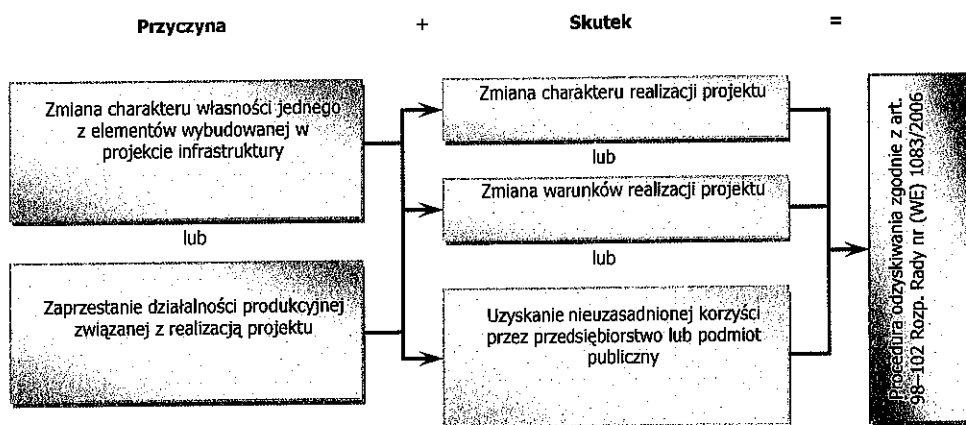 Przyczyna + Skutek =
Zmiana charakteru własności jednego
z elementów wybudowanej w
projekcie infrastruktury
lub
Zaprzestanie działalności produkcyjnej
związanej z realizacją projektu
Zmiana charakteru realizacji projektu
lub
Zmiana warunków realizacji projektu
lub
Uzyskanie nieuzasadnionej korzyści
przez przedsiębiorstwo lub podmiot
publiczny
Procedura odzyskiwania zgodnie z art.
98–102 Rozp. Rady nr (WE) 1083/2006